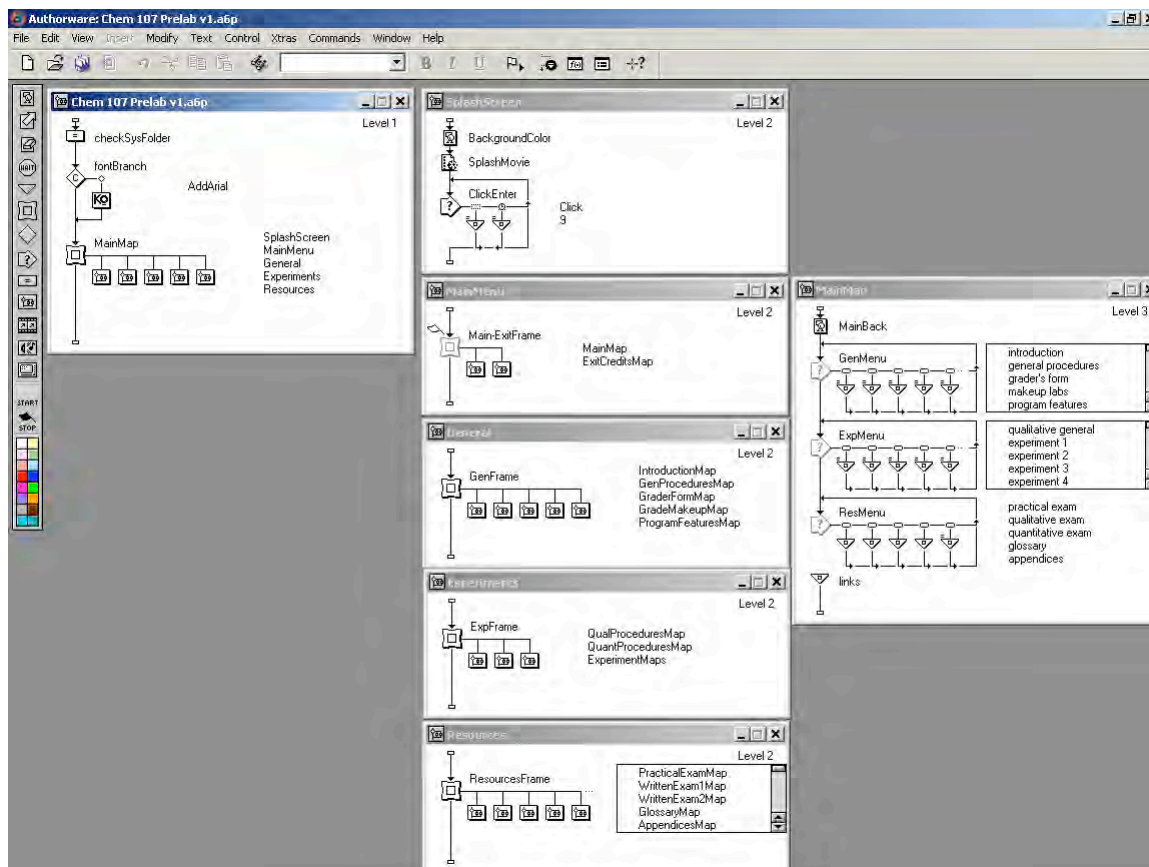 Authorware: Chem 107 Prelab v1.a6p
File Edit View Insert Modify Text Control Xtras Commands Window Help
B I U
WAIT
START
STOP
Chem 107 Prelab v1.a6p
Level 1
checkSysFolder
fontBranch
C
AddArial
KO
MainMap
SplashScreen
MainMenu
General
Experiments
Resources
SplashScreen
Level 2
BackgroundColor
SplashMovie
ClickEnter
?
Click
9
MainMenu
Level 2
Main-ExitFrame
MainMap
ExitCreditsMap
General
Level 2
GenFrame
IntroductionMap
GenProceduresMap
GraderFormMap
GradeMakeupMap
ProgramFeaturesMap
Experiments
Level 2
ExpFrame
QualProceduresMap
QuantProceduresMap
ExperimentMaps
Resources
Level 2
ResourcesFrame
PracticalExamMap
WrittenExam1Map
WrittenExam2Map
GlossaryMap
AppendicesMap
MainMap
Level 3
MainBack
GenMenu
?
introduction
general procedures
grader's form
makeup labs
program features
ExpMenu
?
qualitative general
experiment 1
experiment 2
experiment 3
experiment 4
ResMenu
?
practical exam
qualitative exam
quantitative exam
glossary
appendices
links